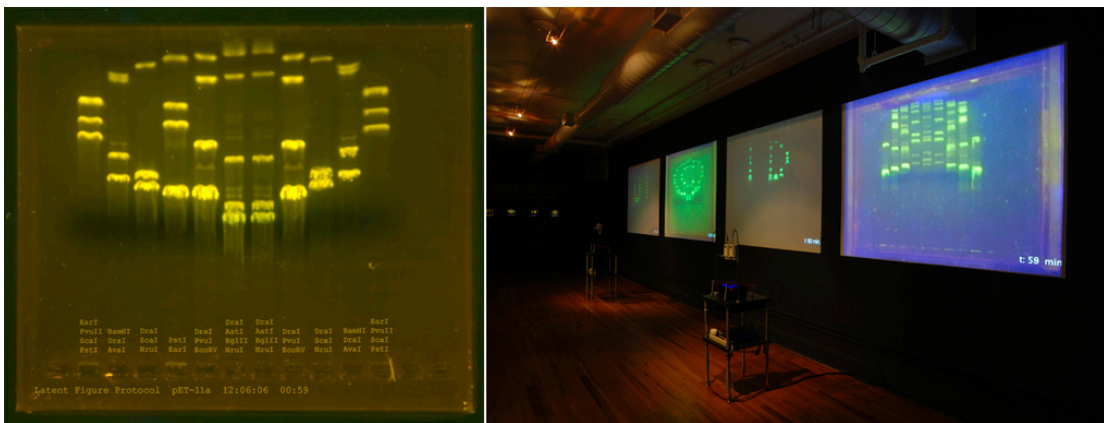 EarI DraI DraI EarI
PvuII BamHI DraI DraI AatI AatI DraI DraI BamHI PvuII
ScaI DraI ScaI PstI PvuI BglII BglII PvuI ScaI DraI ScaI
PstI AvaI NruI EarI EcoRV NruI NruI EcoRV NruI AvaI PstI
Latent Figure Protocol pET-11a 12:06:06 00:59
ID
t: 59 min